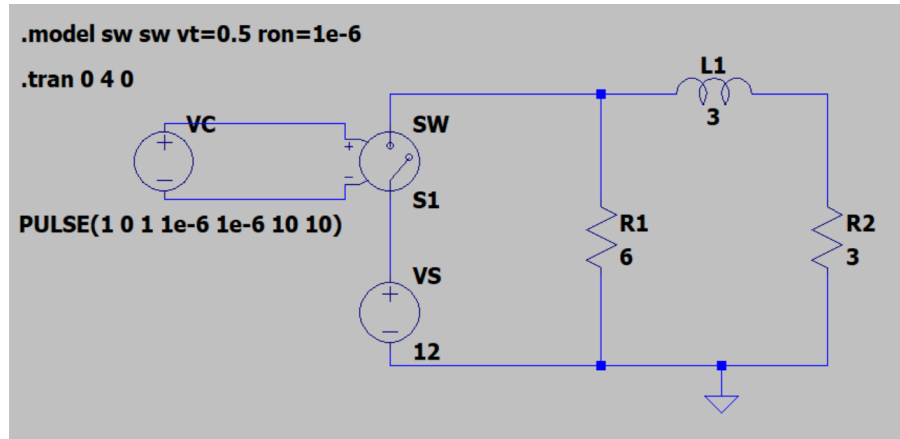 .model sw sw vt=0.5 ron=1e-6
.tran 0 4 0
L1
3
VC
SW
S1
PULSE(1 0 1 1e-6 1e-6 10 10)
R1
6
R2
3
VS
12